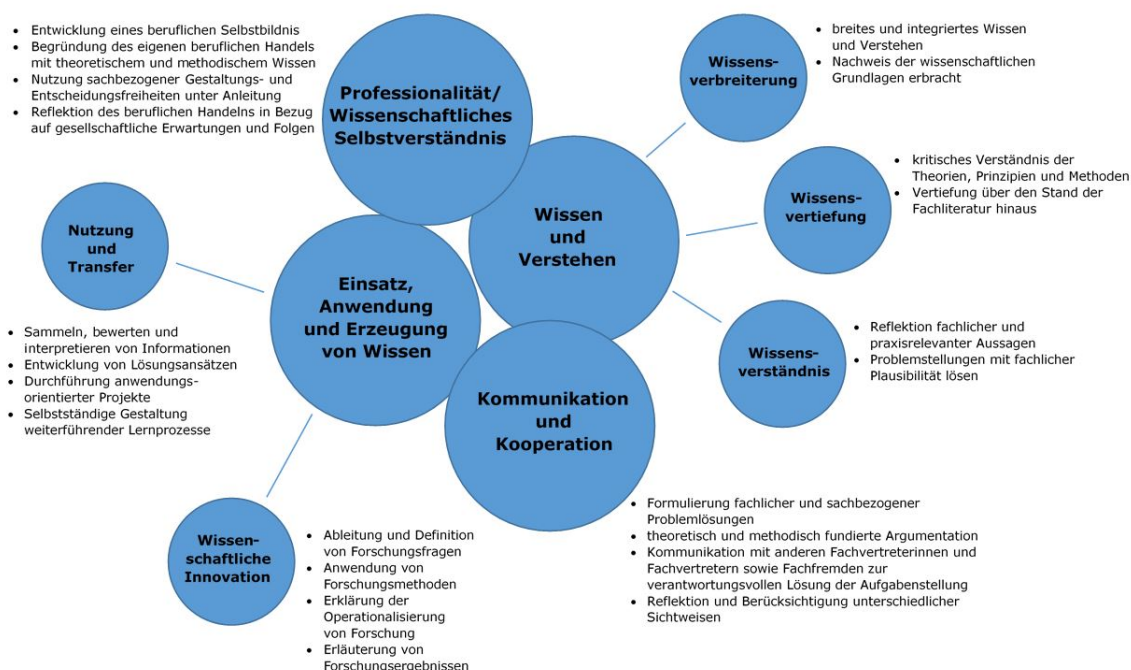 • Entwicklung eines beruflichen Selbstbildnis
• Begründung des eigenen beruflichen Handels
mit theoretischem und methodischem Wissen
• Nutzung sachbezogener Gestaltungs- und
Entscheidungsfreiheiten unter Anleitung
• Reflektion des beruflichen Handelns in Bezug
auf gesellschaftliche Erwartungen und Folgen
Professionalität/
Wissenschaftliches
Selbstverständnis
Wissens-
verbreiterung
• breites und integriertes Wissen
und Verstehen
• Nachweis der wissenschaftlichen
Grundlagen erbracht
Wissen
und
Verstehen
Wissens-
vertiefung
• kritisches Verständnis der
Theorien, Prinzipien und Methoden
• Vertiefung über den Stand der
Fachliteratur hinaus
Nutzung
und
Transfer
Einsatz,
Anwendung
und Erzeugung
von Wissen
• Sammeln, bewerten und
interpretieren von Informationen
• Entwicklung von Lösungsansätzen
• Durchführung anwendungs-
orientierter Projekte
• Selbstständige Gestaltung
weiterführender Lernprozesse
Wissens-
verständnis
• Reflektion fachlicher und
praxisrelevanter Aussagen
• Problemstellungen mit fachlicher
Plausibilität lösen
Kommunikation
und
Kooperation
• Formulierung fachlicher und sachbezogener
Problemlösungen
• theoretisch und methodisch fundierte Argumentation
• Kommunikation mit anderen Fachvertreterinnen und
Fachvertretern sowie Fachfremden zur
verantwortungsvollen Lösung der Aufgabenstellung
• Reflektion und Berücksichtigung unterschiedlicher
Sichtweisen
Wissen-
schaftliche
Innovation
• Ableitung und Definition
von Forschungsfragen
• Anwendung von
Forschungsmethoden
• Erklärung der
Operationalisierung
von Forschung
• Erläuterung von
Forschungsergebnissen